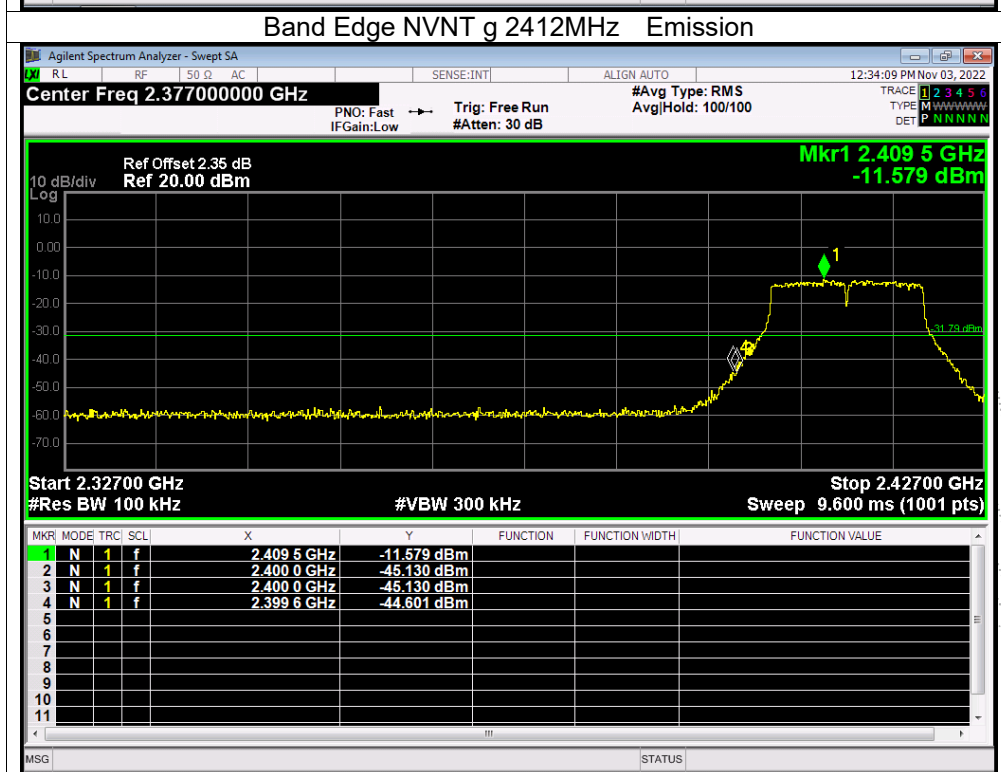 Band Edge NVNT g 2412MHz Emission
Agilent Spectrum Analyzer - Swept SA
LXI RL RF 50 Ω AC SENSE:INT ALIGN AUTO 12:34:09 PM Nov 03, 2022
Center Freq 2.377000000 GHz #Avg Type: RMS TRACE 1 2 3 4 5 6
PNO: Fast Trig: Free Run Avg|Hold: 100/100 TYPE M WWWWW
IFGain:Low #Atten: 30 dB DET P N N N N N
Mkr1 2.409 5 GHz
Ref Offset 2.35 dB
10 dB/div Ref 20.00 dBm -11.579 dBm
Log
10.0
0.00
-10.0
1
-20.0
-30.0
-31.79 dBm
-40.0
-50.0
-60.0
-70.0
Start 2.32700 GHz Stop 2.42700 GHz
#Res BW 100 kHz #VBW 300 kHz Sweep 9.600 ms (1001 pts)
MKR MODE TRC SCL X Y FUNCTION FUNCTION WIDTH FUNCTION VALUE
1 N 1 f 2.409 5 GHz -11.579 dBm
2 N 1 f 2.400 0 GHz -45.130 dBm
3 N 1 f 2.400 0 GHz -45.130 dBm
4 N 1 f 2.399 6 GHz -44.601 dBm
5
6
7
8
9
10
11
MSG STATUS